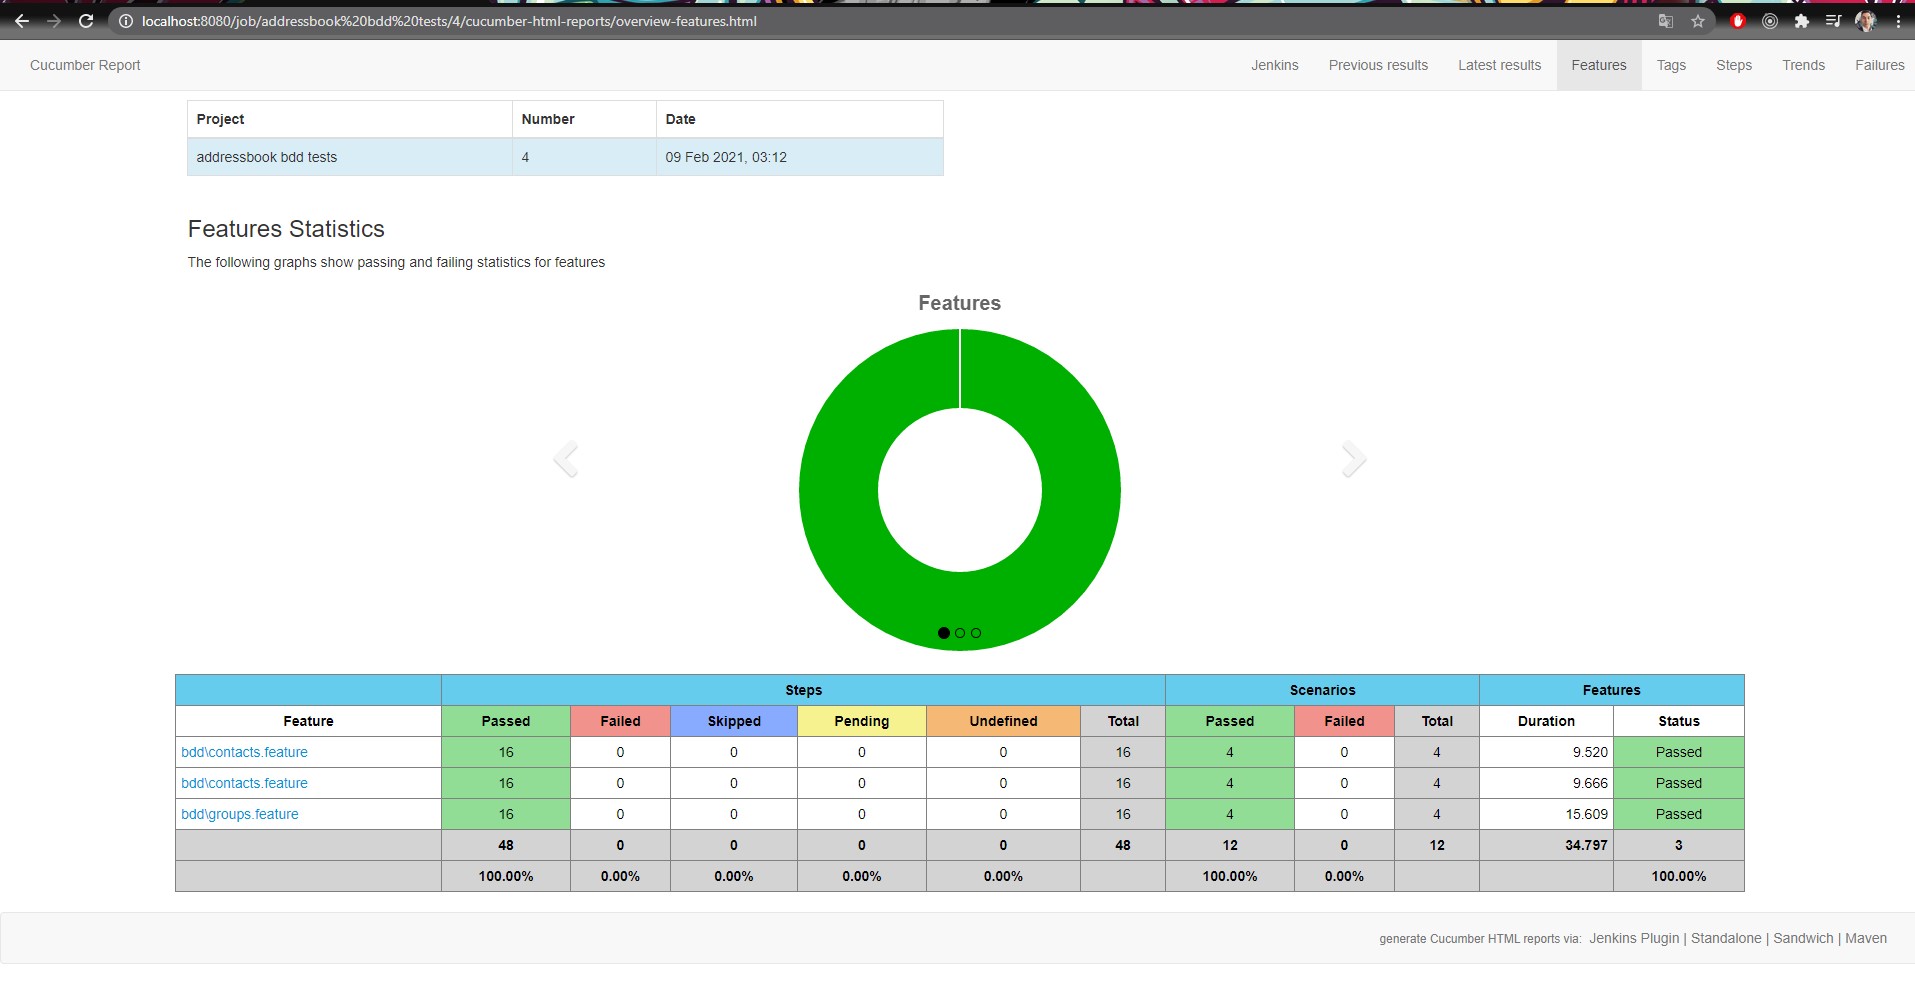 localhost:8080/job/addressbook%20bdd%20tests/4/cucumber-html-reports/overview-features.html
Cucumber Report Jenkins Previous results Latest results Features Tags Steps Trends Failures
Project Number Date
addressbook bdd tests 4 09 Feb 2021, 03:12
Features Statistics
The following graphs show passing and failing statistics for features
Features
Steps Scenarios Features
Feature Passed Failed Skipped Pending Undefined Total Passed Failed Total Duration Status
bdd\contacts.feature 16 0 0 0 0 16 4 0 4 9.520 Passed
bdd\contacts.feature 16 0 0 0 0 16 4 0 4 9.666 Passed
bdd\groups.feature 16 0 0 0 0 16 4 0 4 15.609 Passed
48 0 0 0 0 48 12 0 12 34.797 3
100.00% 0.00% 0.00% 0.00% 0.00% 100.00% 0.00% 100.00%
generate Cucumber HTML reports via: Jenkins Plugin | Standalone | Sandwich | Maven